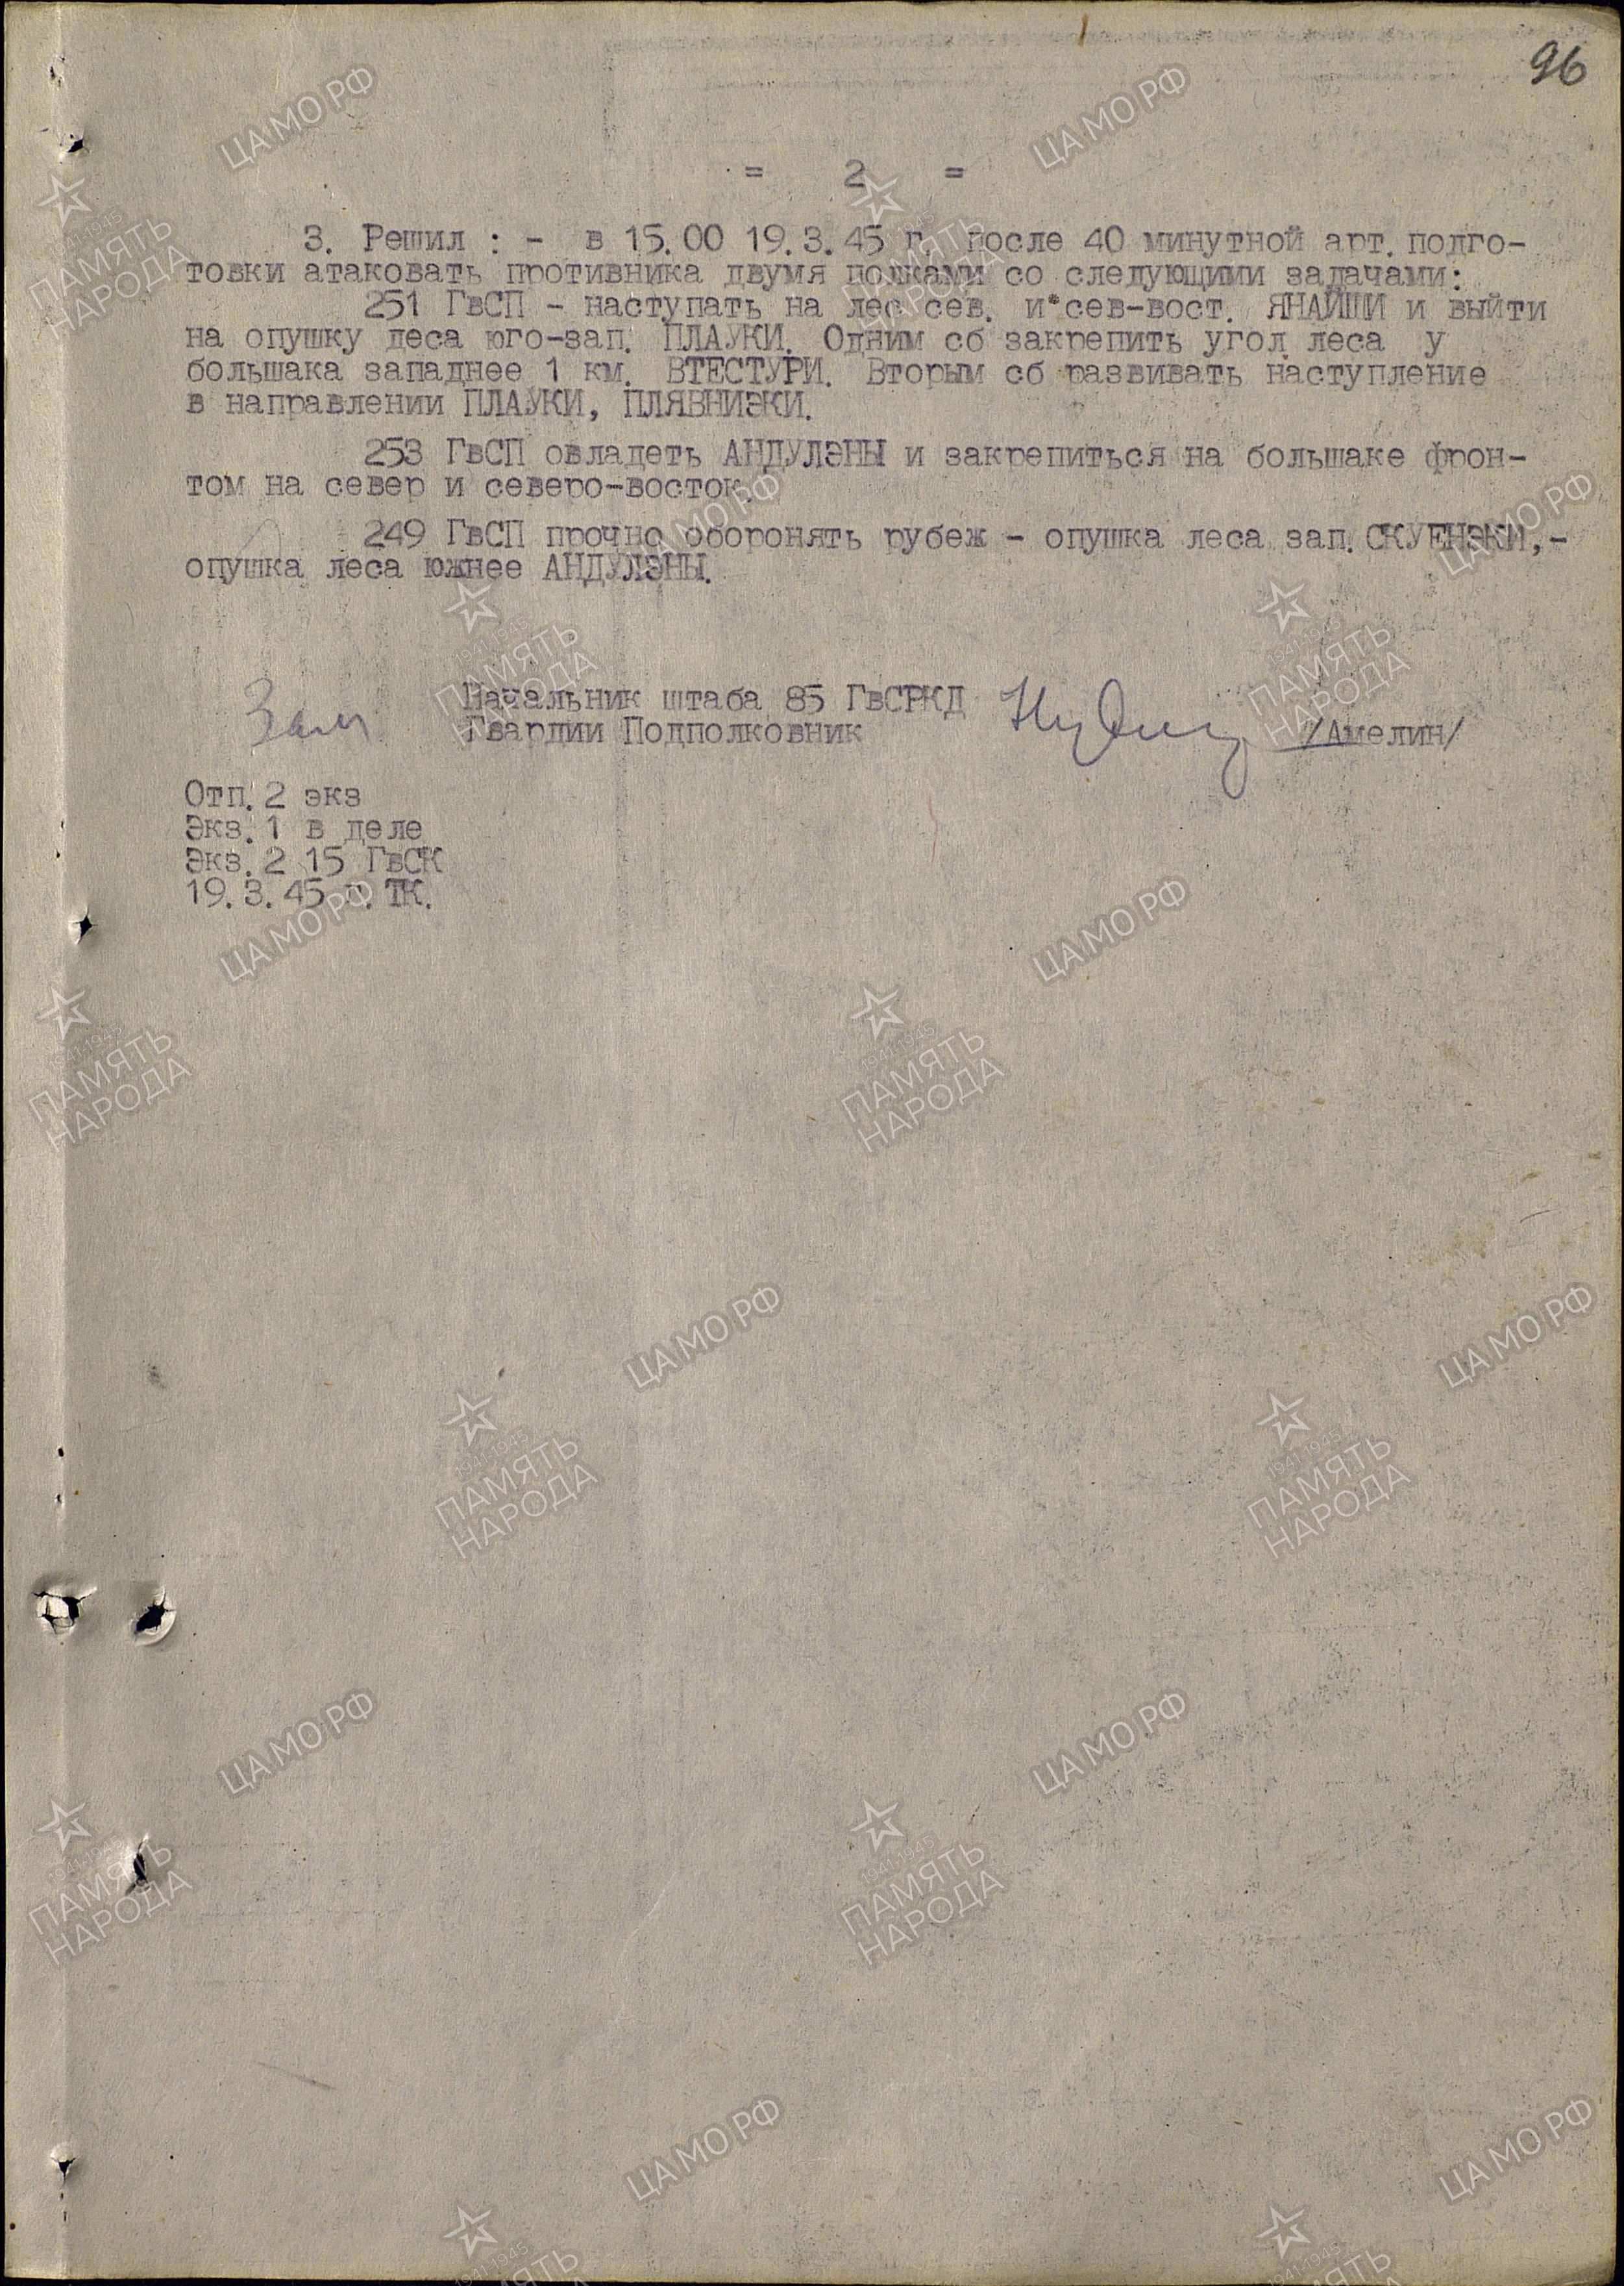 96
= 2 =
3. Решил : - в 15.00 19.3.45 г. после 40 минутной арт. подго-
товки атаковать противника двумя полками со следующими задачами:
251 ГвСП - наступать на лес сев. и сев-вост. ЯНАЙШИ и выйти
на опушку леса юго-зап. ПЛАУКИ. Одним сб закрепить угол леса у
большака западнее 1 км. ВТЕСТУРИ. Вторым сб развивать наступление
в направлении ПЛАУКИ, ПЛЯВНИЭКИ.
253 ГвСП овладеть АНДУЛЭНЫ и закрепиться на большаке фрон-
том на север и северо-восток.
249 ГвСП прочно оборонять рубеж - опушка леса зап. СКУЕНЭКИ,-
опушка леса южнее АНДУЛЭНЫ.
Зам Начальник штаба 85 ГвСРКД
Гвардии Подполковник /Амелин/
Отп. 2 экз
Экз. 1 в деле
Экз. 2 15 ГвСК
19.3.45 г. ТК.
ЦАМО РФ
1941-1945
ПАМЯТЬ
НАРОДА